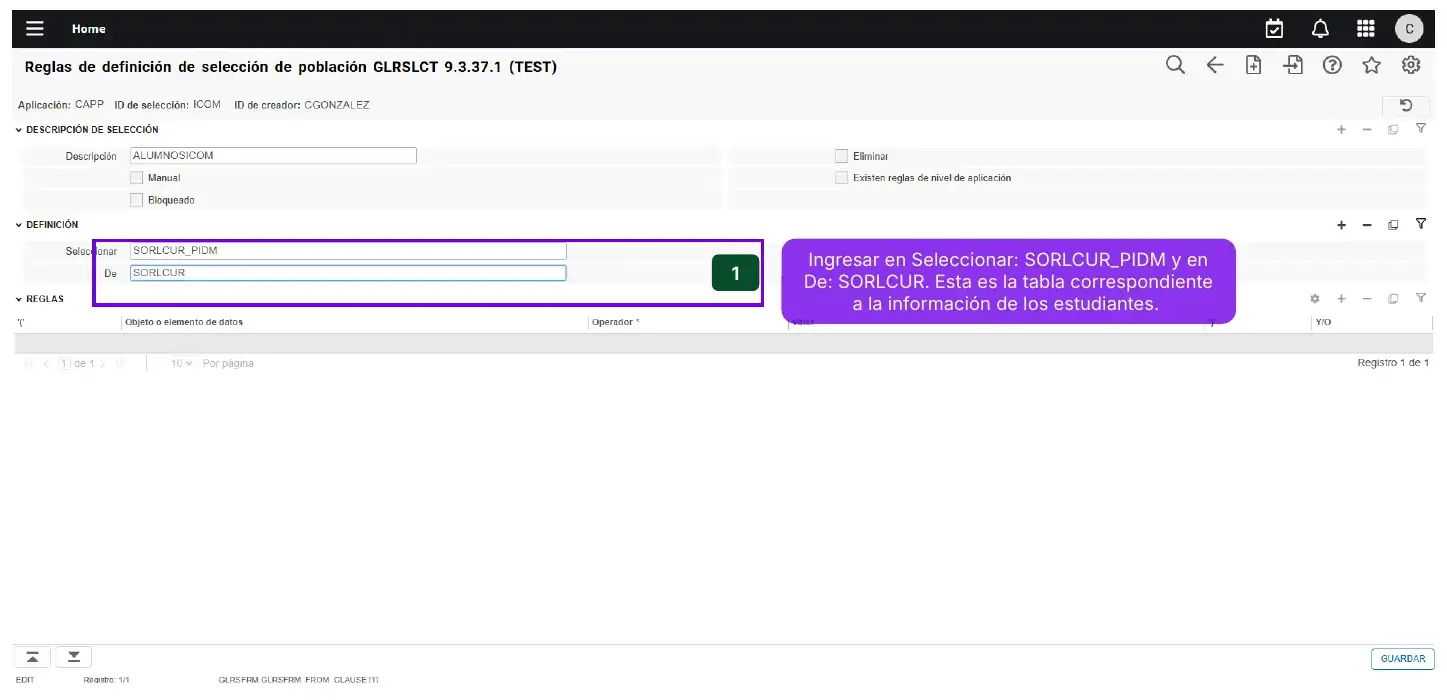 Home
C
Reglas de definición de selección de población GLRSLCT 9.3.37.1 (TEST)
Aplicación: CAPP ID de selección: ICOM ID de creador: CGONZALEZ
DESCRIPCIÓN DE SELECCIÓN
Descripción ALUMNOSICOM
Eliminar
Manual
Existen reglas de nivel de aplicación
Bloqueado
DEFINICIÓN
Seleccionar SORLCUR_PIDM
De SORLCUR
1
Ingresar en Seleccionar: SORLCUR_PIDM y en
De: SORLCUR. Esta es la tabla correspondiente
a la información de los estudiantes.
REGLAS
'(' Objeto o elemento de datos Operador * Valor ')' Y/O
1 de 1 10 Por página Registro 1 de 1
GUARDAR
EDIT Registro: 1/1 GLRSFRM.GLRSFRM_FROM_CLAUSE [1]